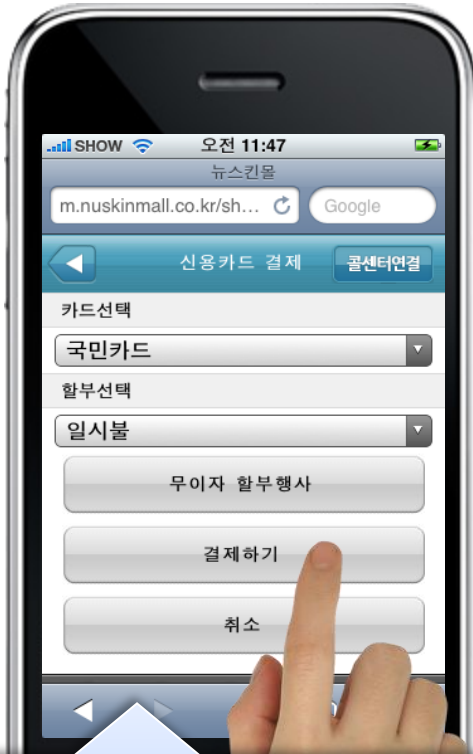 SHOW 오전 11:47
뉴스킨몰
m.nuskinmall.co.kr/sh... Google
신용카드 결제 콜센터연결
카드선택
국민카드
할부선택
일시불
무이자 할부행사
결제하기
취소